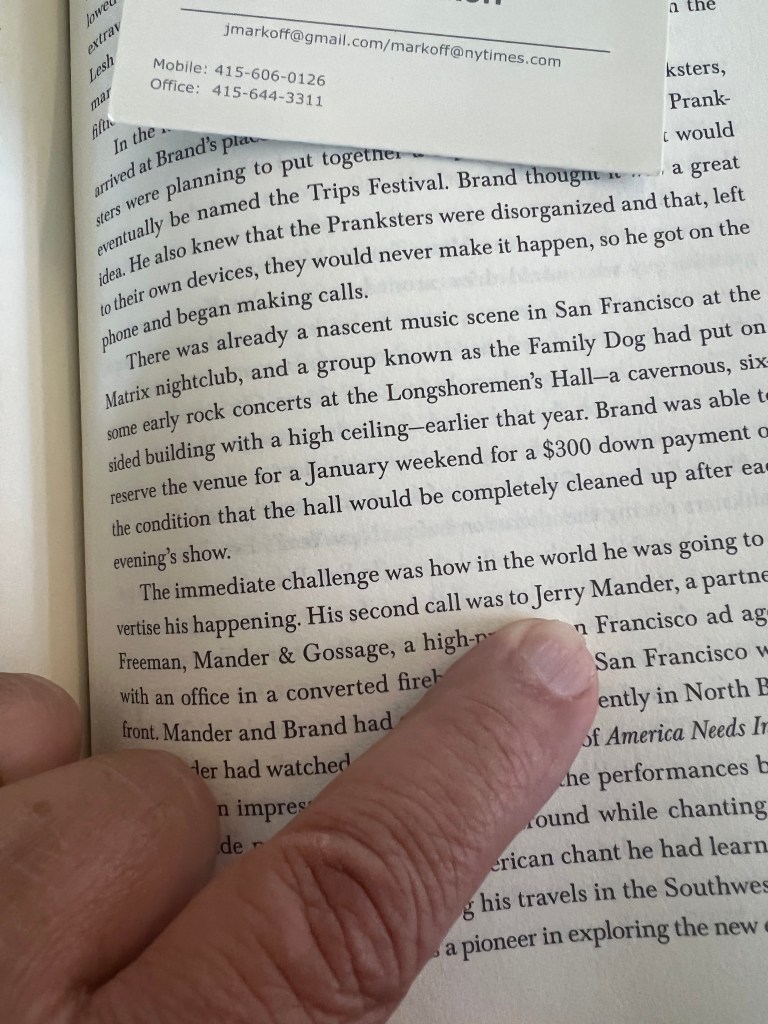 n the
jmarkoff@gmail.com/markoff@nytimes.com
Mobile: 415-606-0126
Office: 415-644-3311
lowed
extrav
Lesh
ksters,
mar
Prank-
In the
t would
arrived at Brand's
sters were planning to put together
a great
eventually be named the Trips Festival. Brand thought
idea. He also knew that the Pranksters were disorganized and that, left
to their own devices, they would never make it happen, so he got on the
phone and began making calls.
There was already a nascent music scene in San Francisco at the
Matrix nightclub, and a group known as the Family Dog had put on
some early rock concerts at the Longshoremen's Hall—a cavernous, six-
sided building with a high ceiling—earlier that year. Brand was able t
reserve the venue for a January weekend for a $300 down payment o
the condition that the hall would be completely cleaned up after eac
evening's show.
The immediate challenge was how in the world he was going to
vertise his happening. His second call was to Jerry Mander, a partne
Freeman, Mander & Gossage, a high-p n Francisco ad ag
with an office in a converted fireh San Francisco w
front. Mander and Brand had ently in North B
der had watched of America Needs In
n impres he performances b
de ound while chanting
erican chant he had learn
g his travels in the Southwes
a pioneer in exploring the new